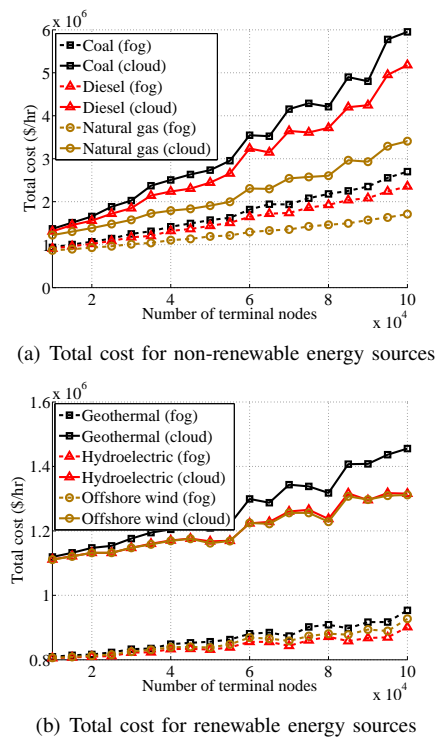 x 10^6
6
5
4
3
2
1
0
Total cost ($/hr)
Coal (fog)
Coal (cloud)
Diesel (fog)
Diesel (cloud)
Natural gas (fog)
Natural gas (cloud)
2 4 6 8 10
Number of terminal nodes
x 10^4
(a) Total cost for non-renewable energy sources
x 10^6
1.6
1.4
1.2
1
0.8
Total cost ($/hr)
Geothermal (fog)
Geothermal (cloud)
Hydroelectric (fog)
Hydroelectric (cloud)
Offshore wind (fog)
Offshore wind (cloud)
2 4 6 8 10
Number of terminal nodes
x 10^4
(b) Total cost for renewable energy sources